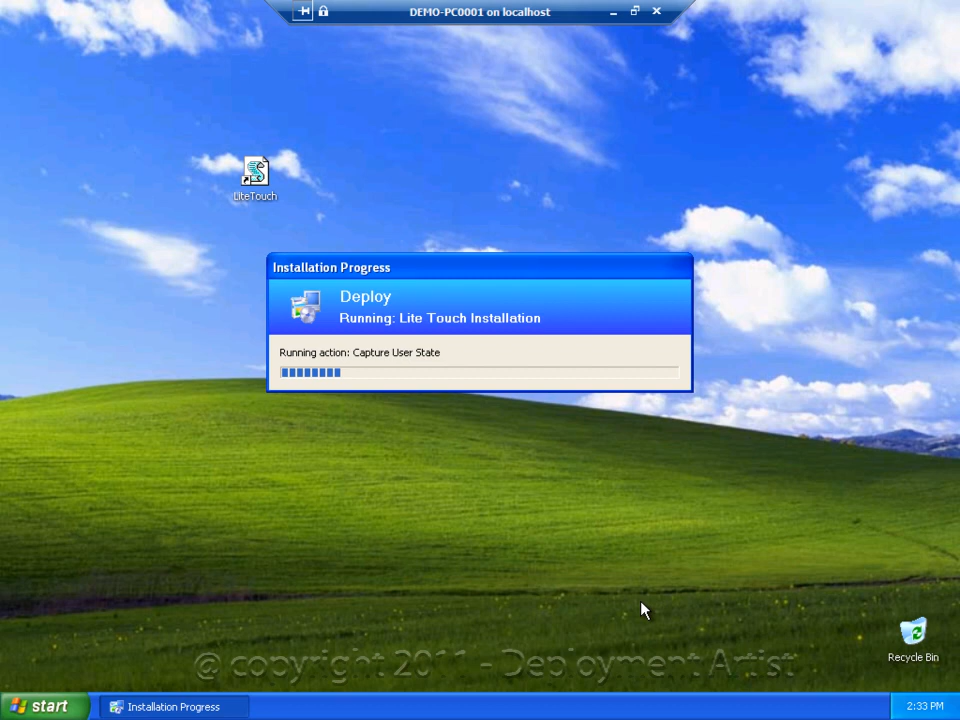 DEMO-PC0001 on localhost
LiteTouch
Installation Progress
Deploy
Running: Lite Touch Installation
Running action: Capture User State
Recycle Bin
@ copyright 2011 - Deployment Artist
start
Installation Progress
2:33 PM